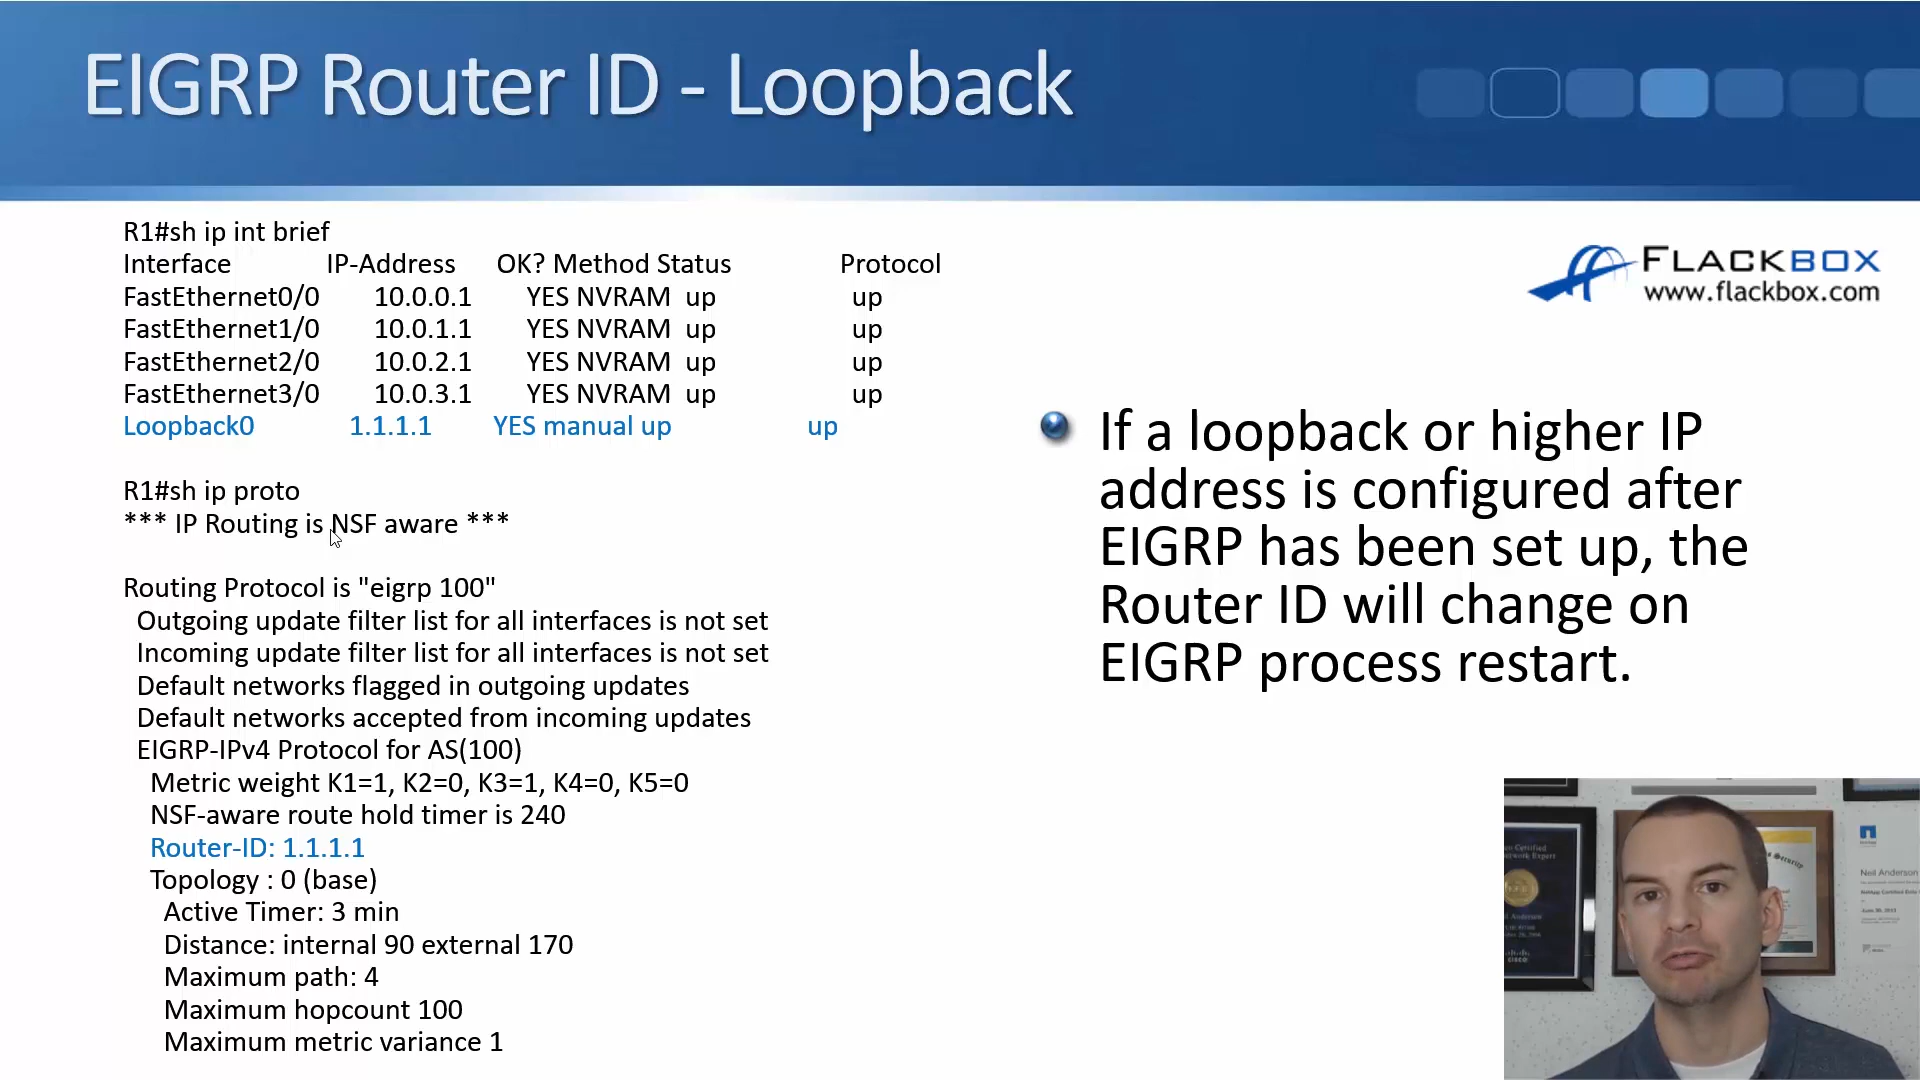 EIGRP Router ID - Loopback
R1#sh ip int brief
Interface IP-Address OK? Method Status Protocol
FastEthernet0/0 10.0.0.1 YES NVRAM up up
FastEthernet1/0 10.0.1.1 YES NVRAM up up
FastEthernet2/0 10.0.2.1 YES NVRAM up up
FastEthernet3/0 10.0.3.1 YES NVRAM up up
Loopback0 1.1.1.1 YES manual up up
R1#sh ip proto
*** IP Routing is NSF aware ***
Routing Protocol is "eigrp 100"
Outgoing update filter list for all interfaces is not set
Incoming update filter list for all interfaces is not set
Default networks flagged in outgoing updates
Default networks accepted from incoming updates
EIGRP-IPv4 Protocol for AS(100)
Metric weight K1=1, K2=0, K3=1, K4=0, K5=0
NSF-aware route hold timer is 240
Router-ID: 1.1.1.1
Topology : 0 (base)
Active Timer: 3 min
Distance: internal 90 external 170
Maximum path: 4
Maximum hopcount 100
Maximum metric variance 1
FLACKBOX
www.flackbox.com
If a loopback or higher IP
address is configured after
EIGRP has been set up, the
Router ID will change on
EIGRP process restart.
Neil Anderson